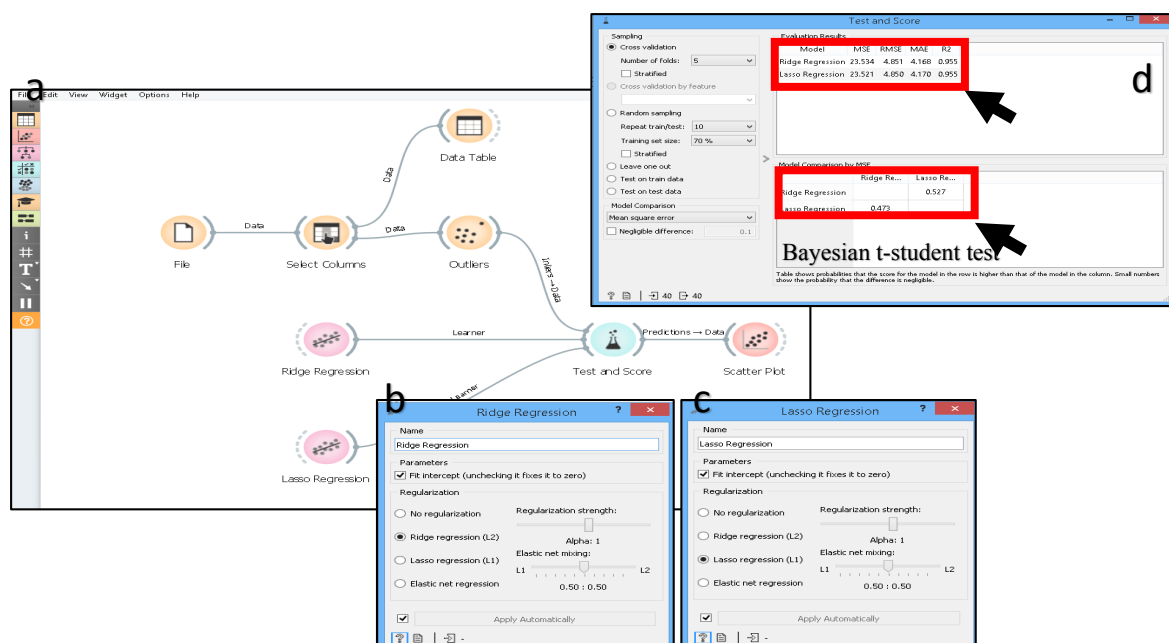 a
File Edit View Widget Options Help
Data Table
Data
Data
Data
File
Select Columns
Outliers
Inliers → Data
Learner
Predictions → Data
Ridge Regression
Test and Score
Scatter Plot
Learner
Lasso Regression
b
Ridge Regression
Name
Ridge Regression
Parameters
Fit intercept (unchecking it fixes it to zero)
Regularization
No regularization
Regularization strength:
Ridge regression (L2)
Alpha: 1
Lasso regression (L1)
Elastic net mixing:
L1 L2
Elastic net regression
0.50 : 0.50
Apply Automatically
c
Lasso Regression
Name
Lasso Regression
Parameters
Fit intercept (unchecking it fixes it to zero)
Regularization
No regularization
Regularization strength:
Ridge regression (L2)
Alpha: 1
Lasso regression (L1)
Elastic net mixing:
L1 L2
Elastic net regression
0.50 : 0.50
Apply Automatically
d
Test and Score
Sampling
Cross validation
Number of folds: 5
Stratified
Cross validation by feature
Random sampling
Repeat train/test: 10
Training set size: 70 %
Stratified
Leave one out
Test on train data
Test on test data
Model Comparison
Mean square error
Negligible difference: 0.1
40 40
Evaluation Results
Model MSE RMSE MAE R2
Ridge Regression 23.534 4.851 4.168 0.955
Lasso Regression 23.521 4.850 4.170 0.955
Model Comparison by MSE
Ridge Re... Lasso Re...
Ridge Regression 0.527
Lasso Regression 0.473
Bayesian t-student test
Table shows probabilities that the score for the model in the row is higher than that of the model in the column. Small numbers
show the probability that the difference is negligible.